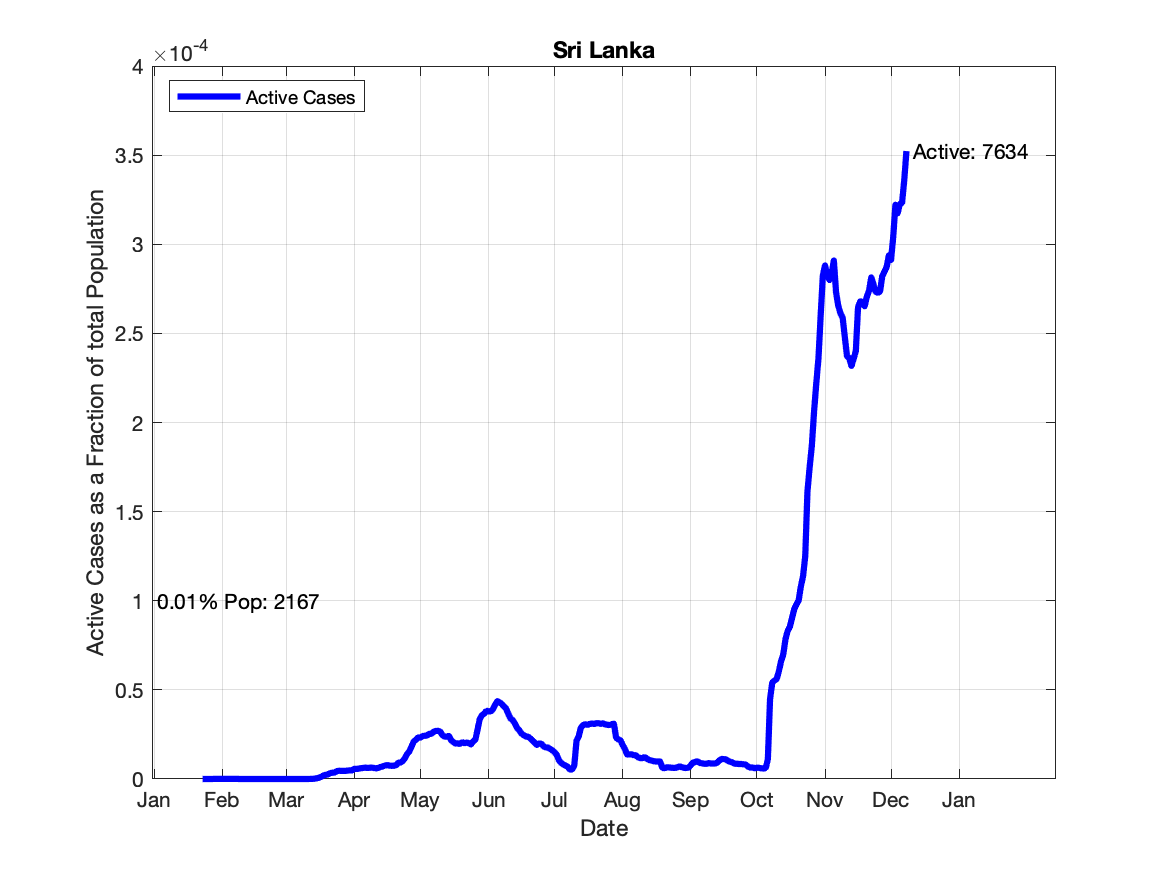 Sri Lanka
×10-4
4
3.5
3
2.5
2
1.5
1
0.5
0
Active Cases as a Fraction of total Population
Active Cases
Active: 7634
0.01% Pop: 2167
Jan Feb Mar Apr May Jun Jul Aug Sep Oct Nov Dec Jan
Date